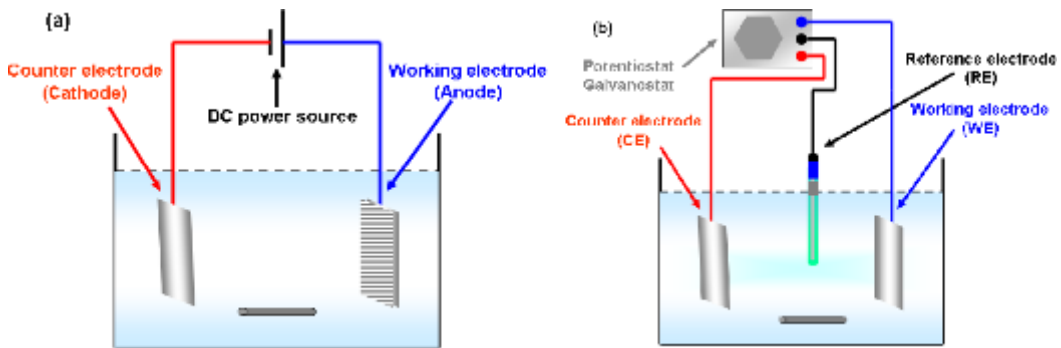 (a)
Counter electrode
(Cathode)
Working electrode
(Anode)
DC power source
(b)
Porentiostat
Galvanostat
Reference electrode
(RE)
Counter electrode
(CE)
Working electrode
(WE)